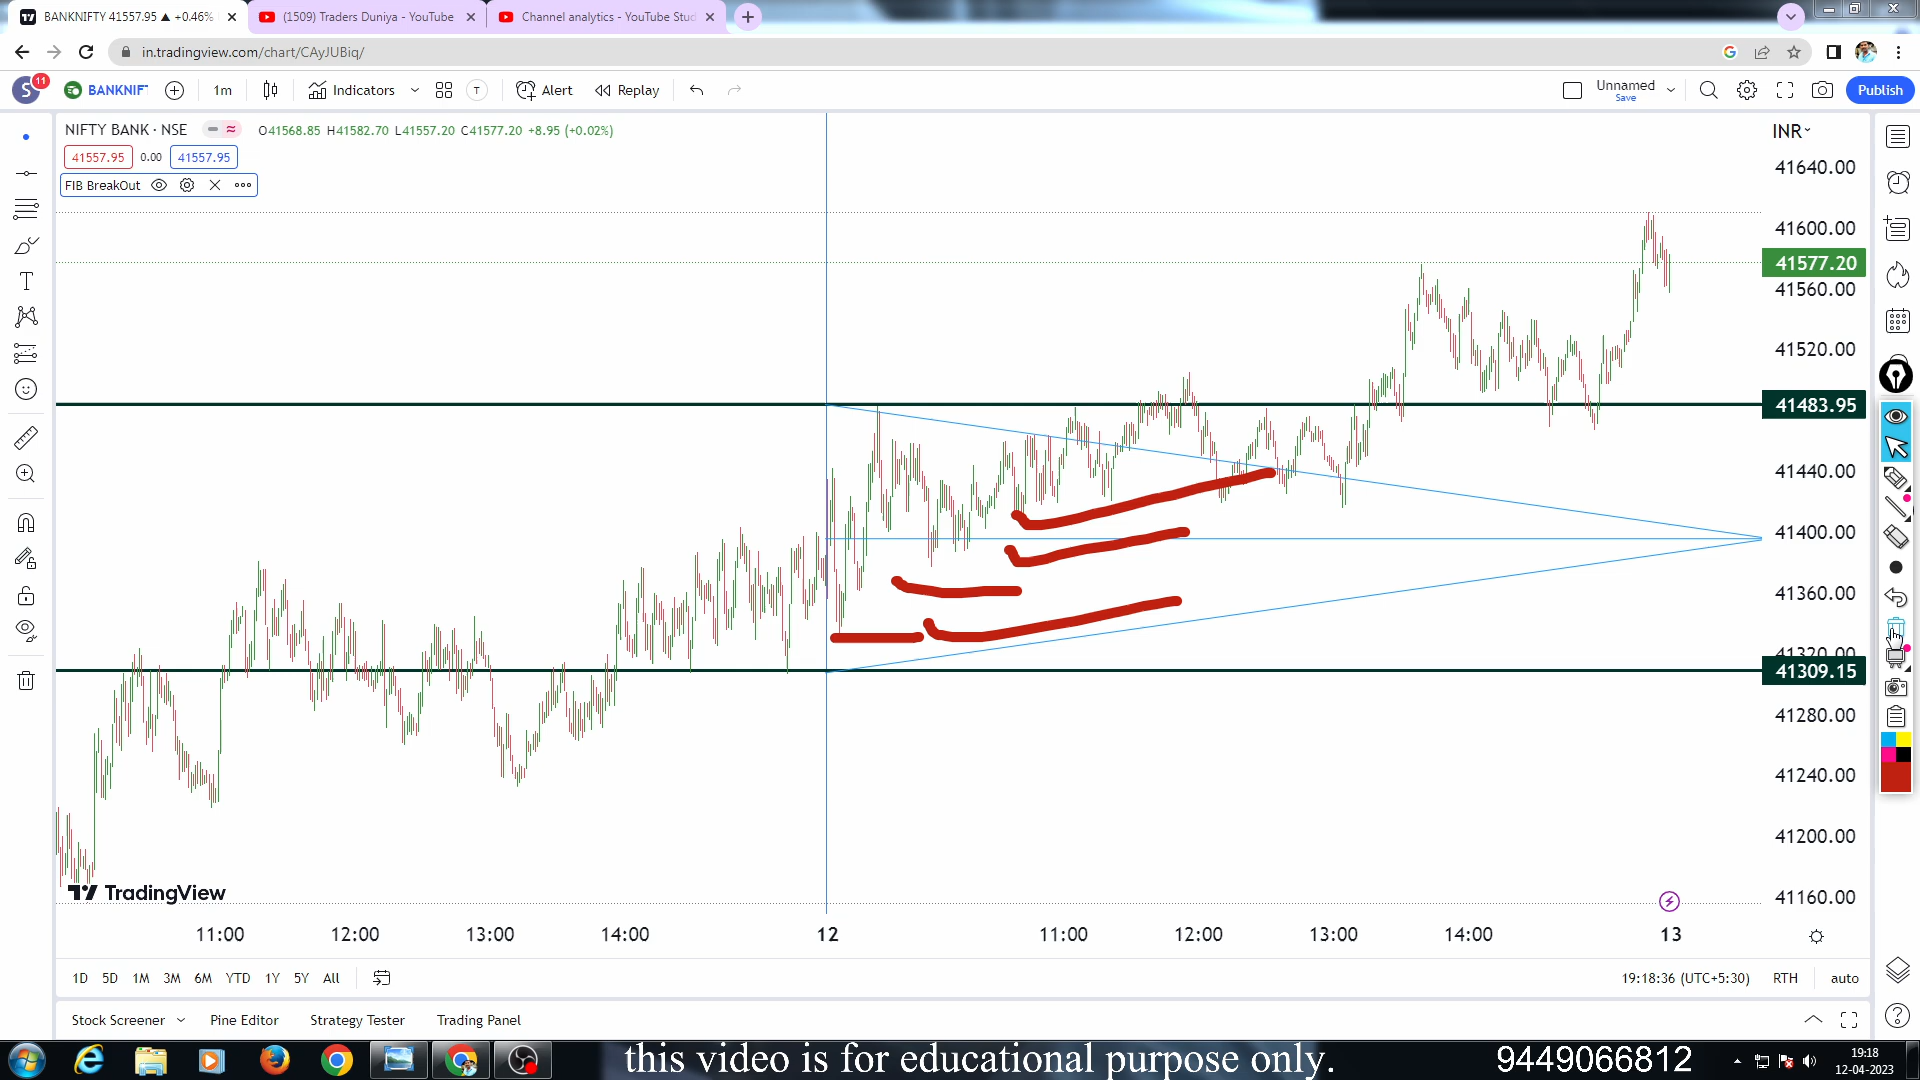 BANKNIFTY 41557.95 ▲ +0.46%
(1509) Traders Duniya - YouTube
Channel analytics - YouTube Stud
in.tradingview.com/chart/CAyJUBiq/
S 11
BANKNIF
1m
Indicators
T
Alert
Replay
Unnamed
Save
Publish
NIFTY BANK · NSE
O41568.85 H41582.70 L41557.20 C41577.20 +8.95 (+0.02%)
41557.95 0.00 41557.95
FIB BreakOut
INR
41640.00
41600.00
41577.20
41560.00
41520.00
41483.95
41440.00
41400.00
41360.00
41320.00
41309.15
41280.00
41240.00
41200.00
41160.00
TradingView
11:00 12:00 13:00 14:00 12 11:00 12:00 13:00 14:00 13
1D 5D 1M 3M 6M YTD 1Y 5Y All
19:18:36 (UTC+5:30) RTH auto
Stock Screener Pine Editor Strategy Tester Trading Panel
this video is for educational purpose only.
9449066812
19:18
12-04-2023